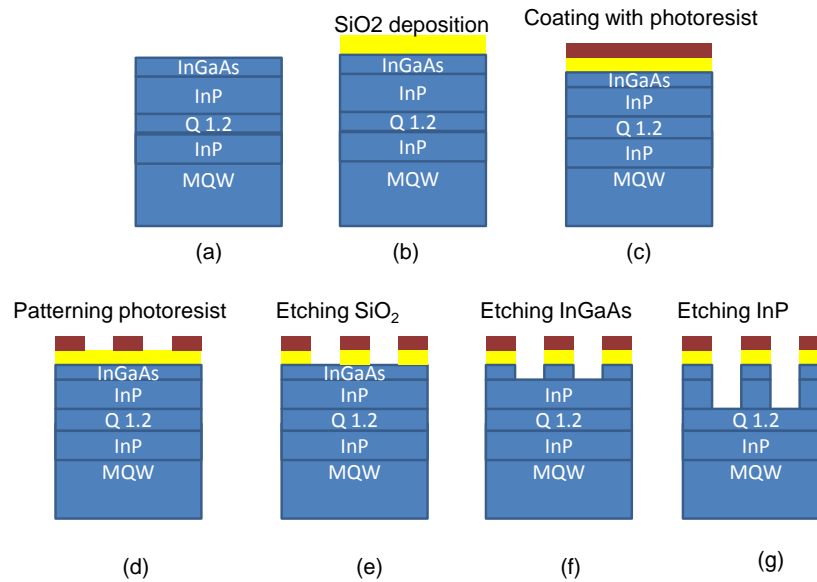 SiO2 deposition
Coating with photoresist
InGaAs
InP
Q 1.2
InP
MQW
(a)
InGaAs
InP
Q 1.2
InP
MQW
(b)
InGaAs
InP
Q 1.2
InP
MQW
(c)
Patterning photoresist
Etching SiO₂
Etching InGaAs
Etching InP
InGaAs
InP
Q 1.2
InP
MQW
(d)
InGaAs
InP
Q 1.2
InP
MQW
(e)
InP
Q 1.2
InP
MQW
(f)
Q 1.2
InP
MQW
(g)